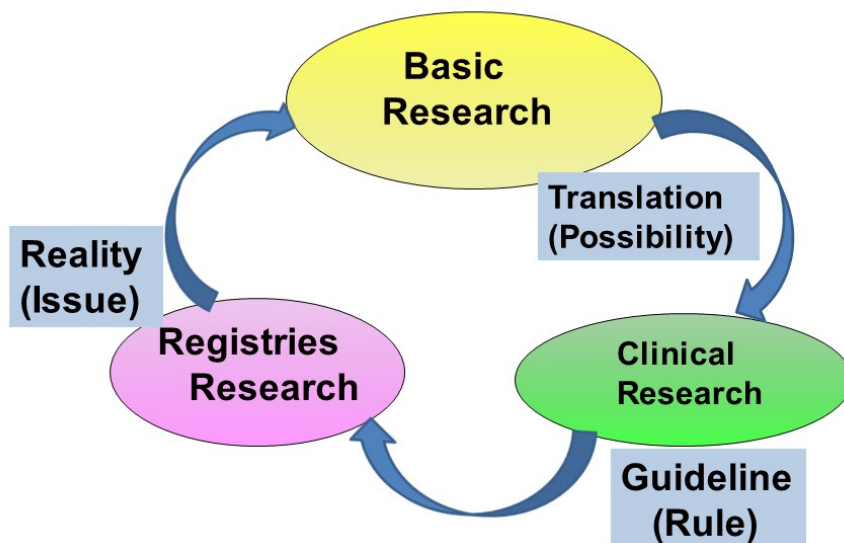 Basic
Research
Translation
(Possibility)
Reality
(Issue)
Registries
Research
Clinical
Research
Guideline
(Rule)